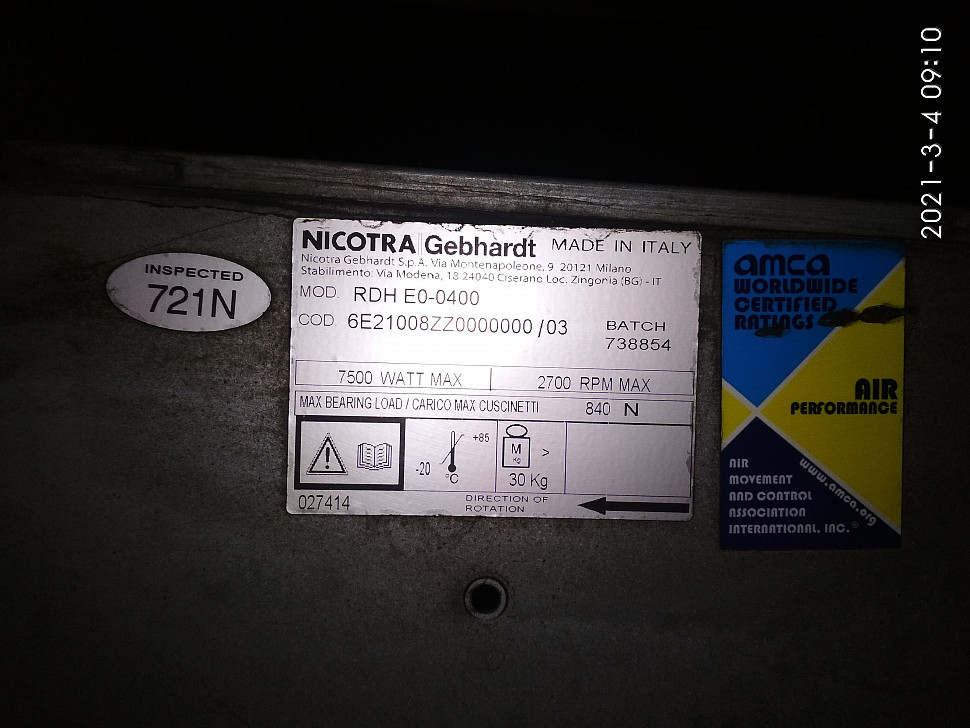 2021-3-4 09:10
INSPECTED
721N
NICOTRA Gebhardt MADE IN ITALY
Nicotra Gebhardt S.p.A. Via Montenapoleone, 9 20121 Milano
Stabilimento: Via Modena, 18 24040 Ciserano Loc. Zingonia (BG) - IT
MOD. RDH E0-0400
COD. 6E21008ZZ0000000 /03
BATCH
738854
7500 WATT MAX 2700 RPM MAX
MAX BEARING LOAD / CARICO MAX CUSCINETTI 840 N
+85
-20
°C
M
Kg
>
30 Kg
027414
DIRECTION OF
ROTATION
amca
WORLDWIDE
CERTIFIED
RATINGS
AIR
PERFORMANCE
AIR
MOVEMENT
AND CONTROL
ASSOCIATION
INTERNATIONAL, INC.®
www.amca.org